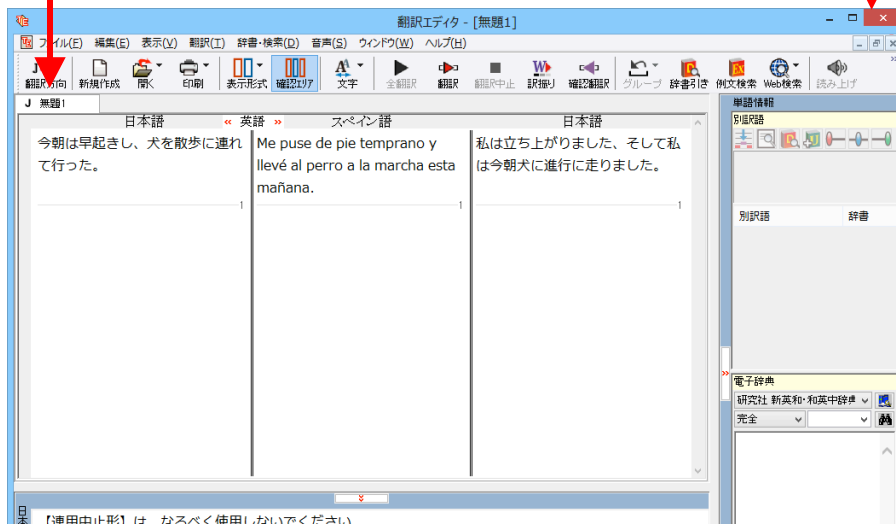 翻訳エディタ - [無題1]
ファイル(F) 編集(E) 表示(V) 翻訳(T) 辞書・検索(D) 音声(S) ウィンドウ(W) ヘルプ(H)
翻訳方向 新規作成 開く 印刷 表示形式 確認エリア 文字 全翻訳 翻訳 翻訳中止 訳振り 確認翻訳 グループ 辞書引き 例文検索 Web検索 読み上げ
J 無題1
日本語 « 英語 » スペイン語 日本語
今朝は早起きし、犬を散歩に連れ
て行った。
1
Me puse de pie temprano y
llevé al perro a la marcha esta
mañana.
1
私は立ち上がりました、そして私
は今朝犬に進行に走りました。
1
単語情報
別訳語
別訳語 辞書
電子辞典
研究社 新英和・和英中辞典
完全
【連用中止形】は、なるべく使用しないでください